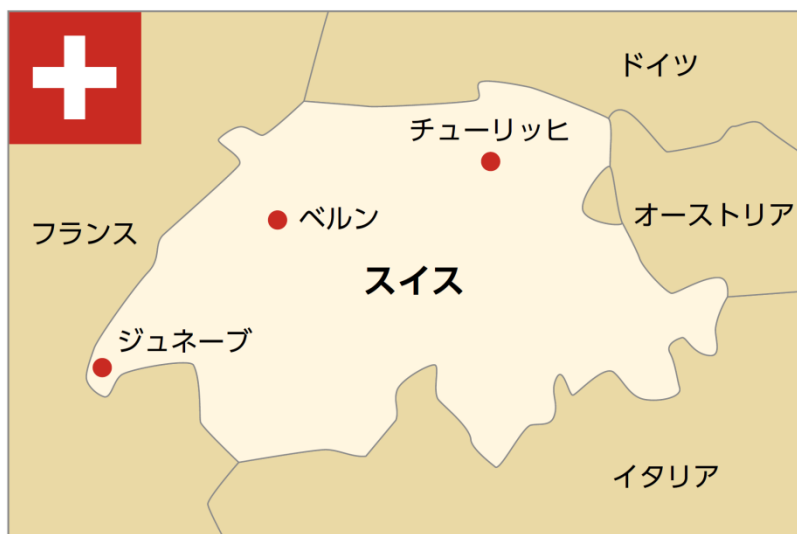 ドイツ
チューリッヒ
オーストリア
ベルン
フランス
スイス
ジュネーブ
イタリア